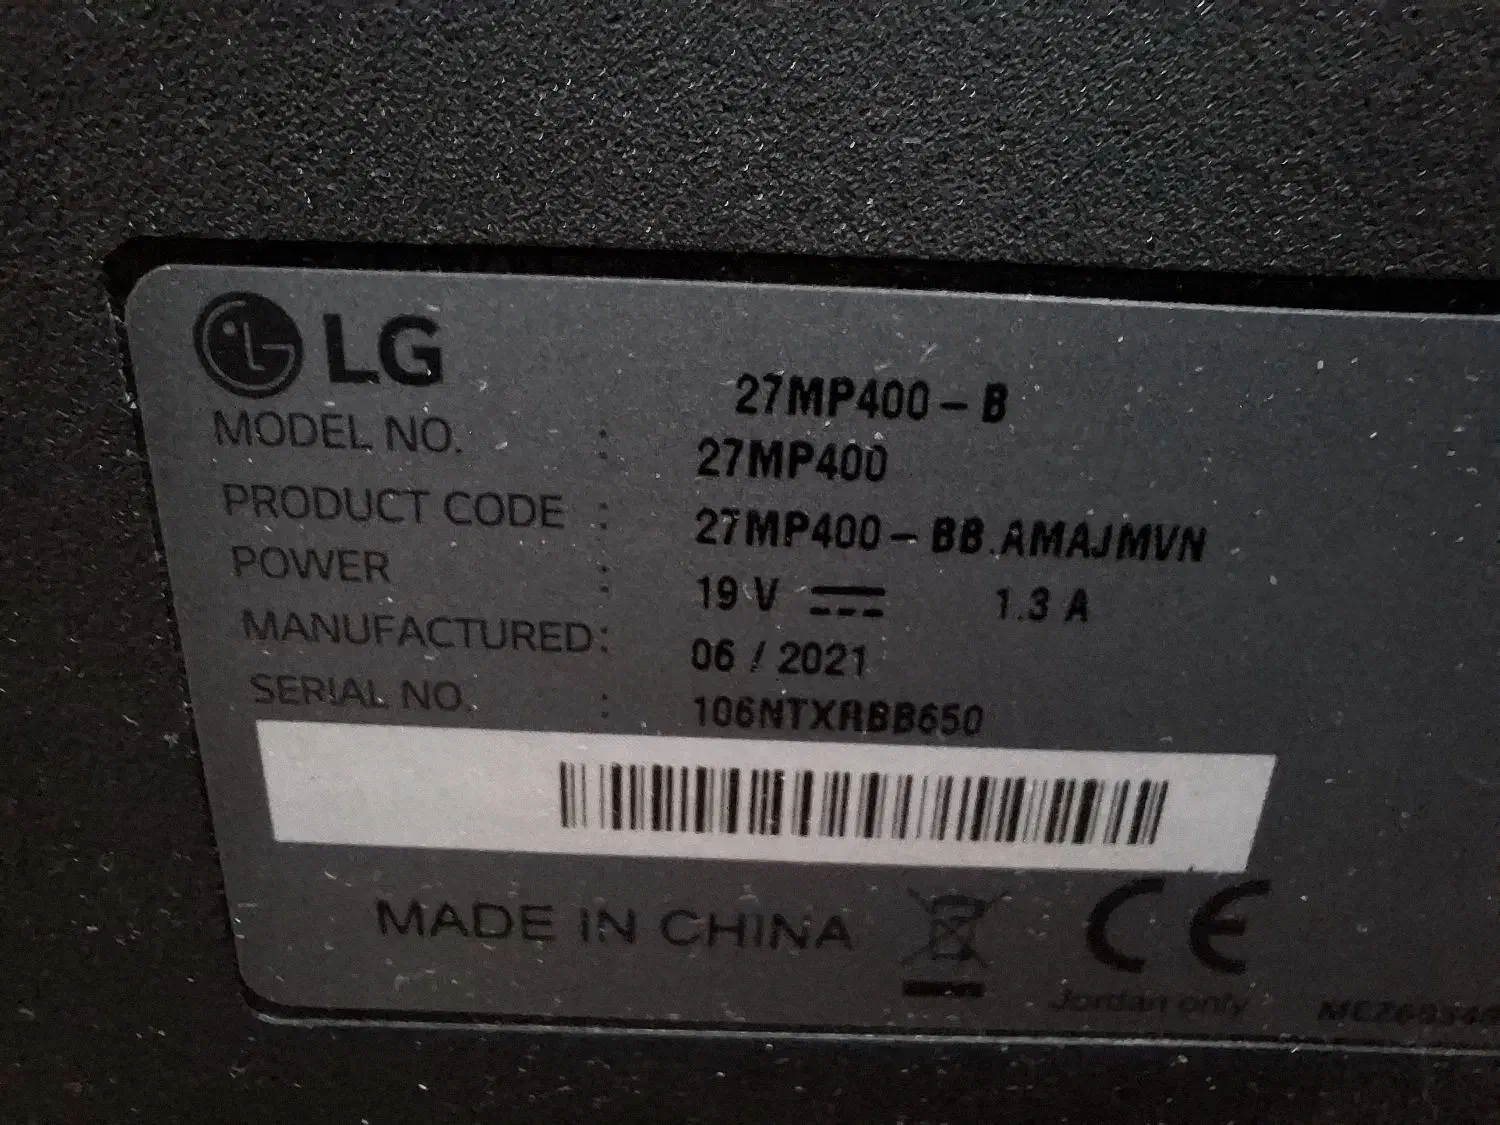 LG
27MP400-B
MODEL NO. : 27MP400
PRODUCT CODE : 27MP400-BB.AMAJMVN
POWER : 19 V ⎓ 1.3 A
MANUFACTURED : 06 / 2021
SERIAL NO. : 106NTXRBB650
MADE IN CHINA CE
Jordan only